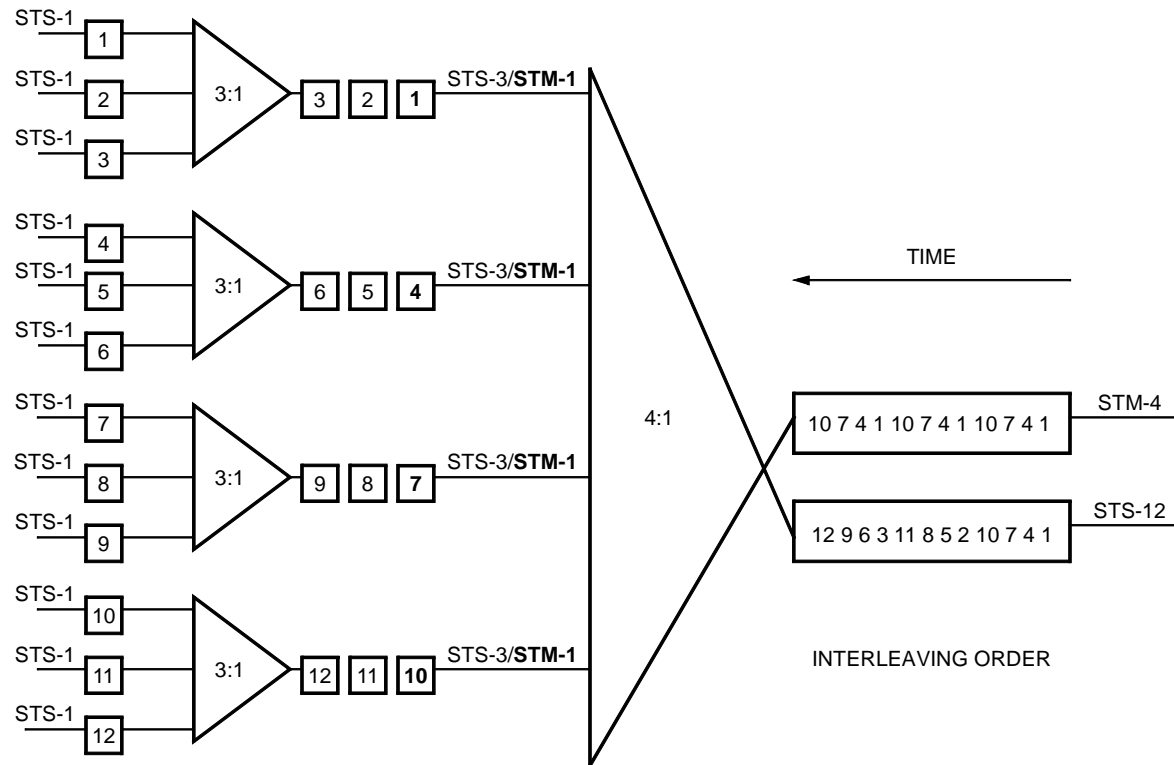 STS-1
1
STS-1
2
STS-1
3
3:1
3 2 1
STS-3/STM-1
STS-1
4
STS-1
5
STS-1
6
3:1
6 5 4
STS-3/STM-1
STS-1
7
STS-1
8
STS-1
9
3:1
9 8 7
STS-3/STM-1
STS-1
10
STS-1
11
STS-1
12
3:1
12 11 10
STS-3/STM-1
4:1
TIME
10 7 4 1 10 7 4 1 10 7 4 1
STM-4
12 9 6 3 11 8 5 2 10 7 4 1
STS-12
INTERLEAVING ORDER